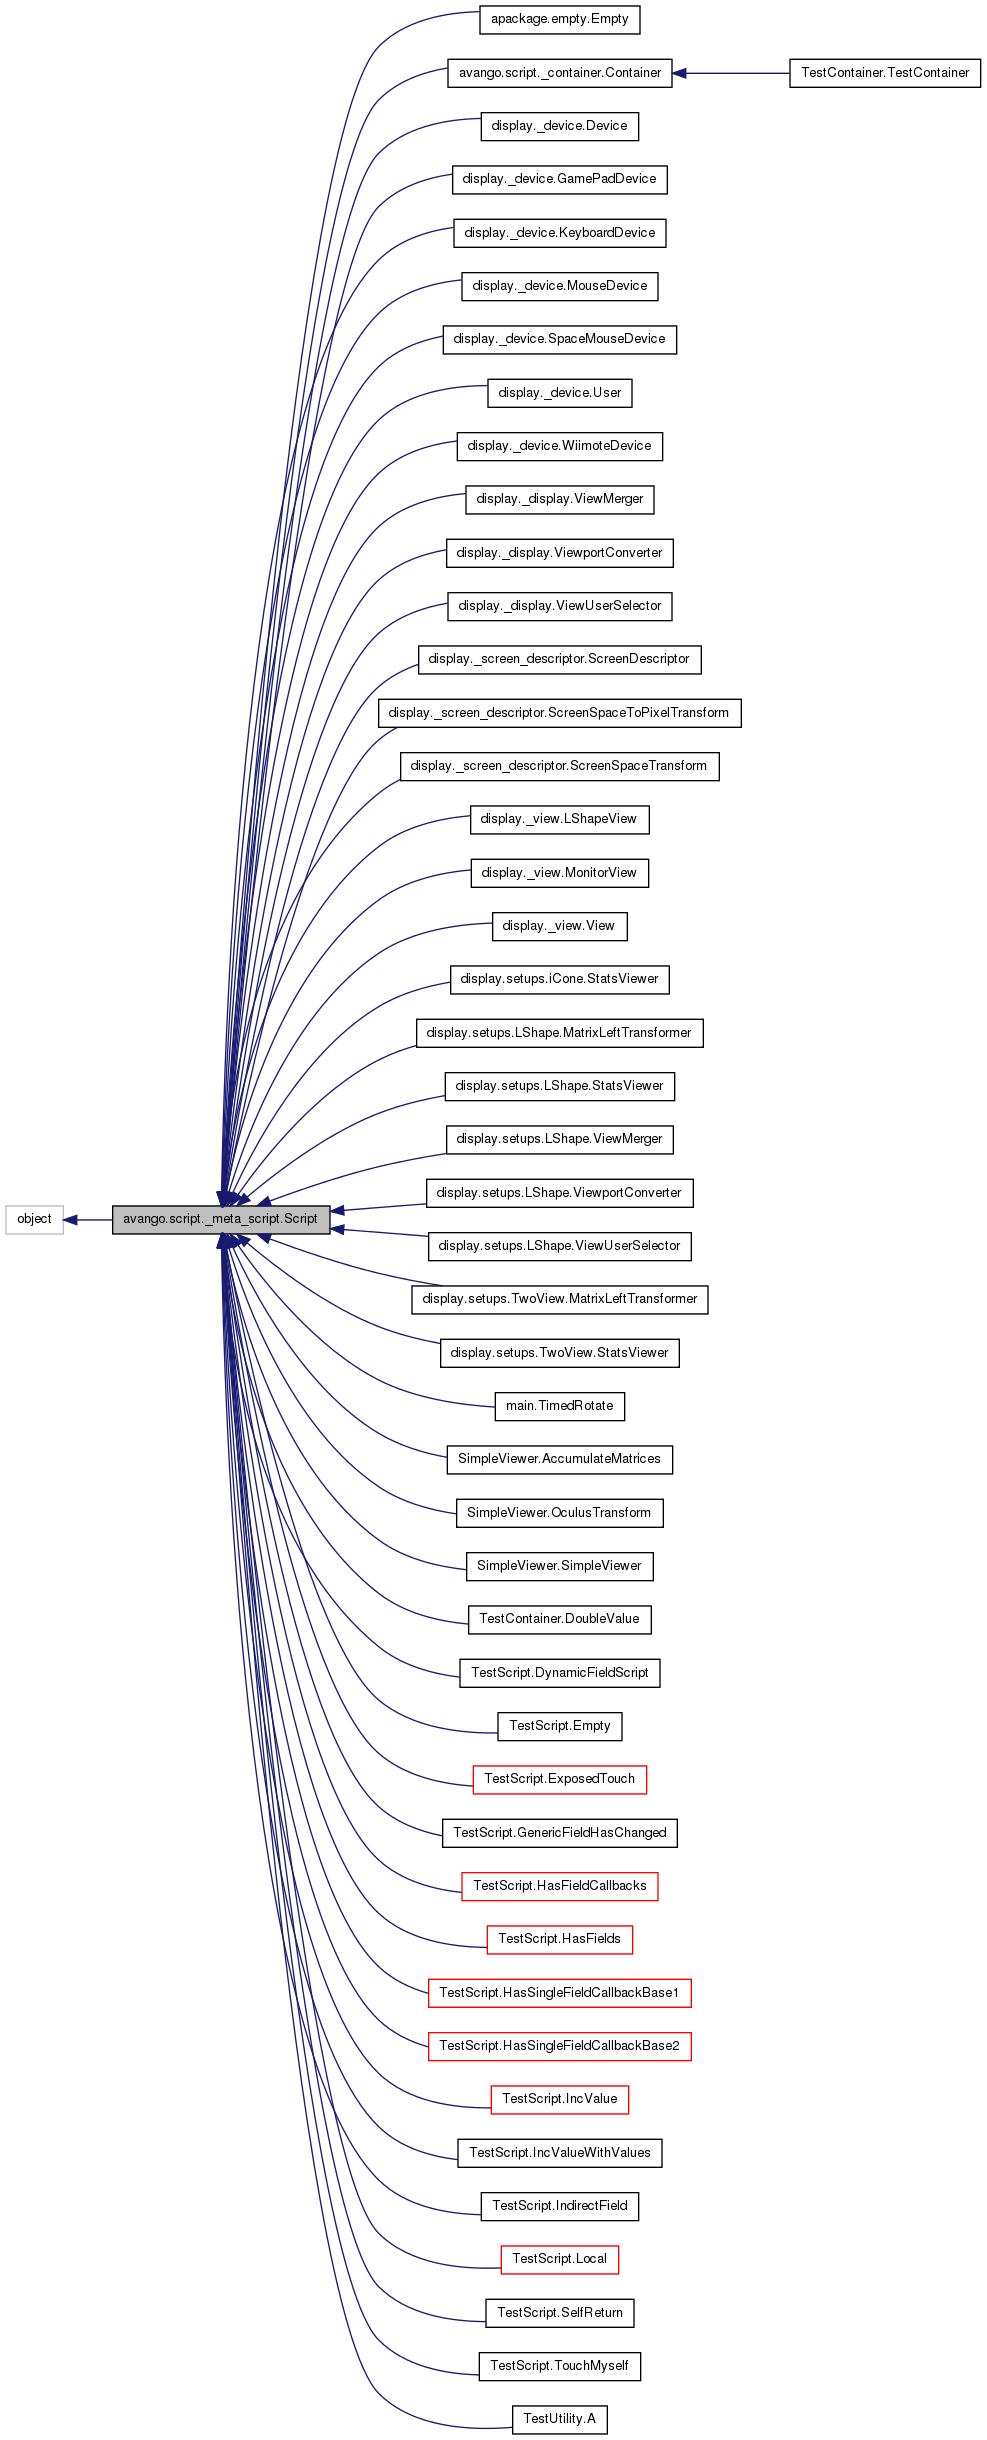 apackage.empty.Empty
avango.script._container.Container
TestContainer.TestContainer
display._device.Device
display._device.GamePadDevice
display._device.KeyboardDevice
display._device.MouseDevice
display._device.SpaceMouseDevice
display._device.User
display._device.WiimoteDevice
display._display.ViewMerger
display._display.ViewportConverter
display._display.ViewUserSelector
display._screen_descriptor.ScreenDescriptor
display._screen_descriptor.ScreenSpaceToPixelTransform
display._screen_descriptor.ScreenSpaceTransform
display._view.LShapeView
display._view.MonitorView
display._view.View
display.setups.iCone.StatsViewer
display.setups.LShape.MatrixLeftTransformer
display.setups.LShape.StatsViewer
display.setups.LShape.ViewMerger
display.setups.LShape.ViewportConverter
object
avango.script._meta_script.Script
display.setups.LShape.ViewUserSelector
display.setups.TwoView.MatrixLeftTransformer
display.setups.TwoView.StatsViewer
main.TimedRotate
SimpleViewer.AccumulateMatrices
SimpleViewer.OculusTransform
SimpleViewer.SimpleViewer
TestContainer.DoubleValue
TestScript.DynamicFieldScript
TestScript.Empty
TestScript.ExposedTouch
TestScript.GenericFieldHasChanged
TestScript.HasFieldCallbacks
TestScript.HasFields
TestScript.HasSingleFieldCallbackBase1
TestScript.HasSingleFieldCallbackBase2
TestScript.IncValue
TestScript.IncValueWithValues
TestScript.IndirectField
TestScript.Local
TestScript.SelfReturn
TestScript.TouchMyself
TestUtility.A